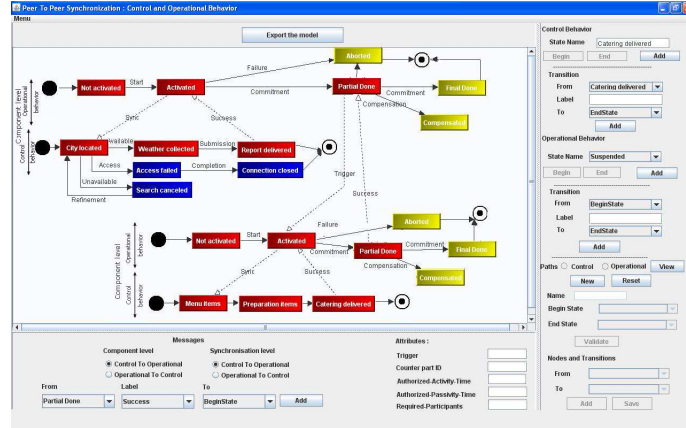 Peer To Peer Synchronization : Control and Operational Behavior
Menu
Export the model
Aborted
Failure
Not activated
Start
Activated
Commitment
Partial Done
Commitment
Final Done
Compensation
Compensated
Component level
Operational behavior
Control behavior
Sync
Success
City located
Available
Weather collected
Submission
Report delivered
Access
Access failed
Completion
Connection closed
Unavailable
Search canceled
Refinement
Trigger
Success
Aborted
Failure
Not activated
Start
Activated
Commitment
Partial Done
Commitment
Final Done
Compensation
Compensated
Component level
Operational behavior
Control behavior
Sync
Success
Menu items
Preparation items
Catering delivered
Messages
Component level
Synchronisation level
Control To Operational
Control To Operational
Operational To Control
Operational To Control
From
Label
To
Partial Done
Success
BeginState
Add
Attributes :
Trigger
Counter part ID
Authorized-Activity-Time
Authorized-Passivity-Time
Required-Participants
Control Behavior
State Name
Catering delivered
Begin
End
Add
Transition
From
Catering delivered
Label
To
EndState
Add
Operational Behavior
State Name
Suspended
Begin
End
Add
Transition
From
BeginState
Label
To
EndState
Add
Paths
Control
Operational
View
New
Reset
Name
Begin State
End State
Validate
Nodes and Transitions
From
To
Add
Save